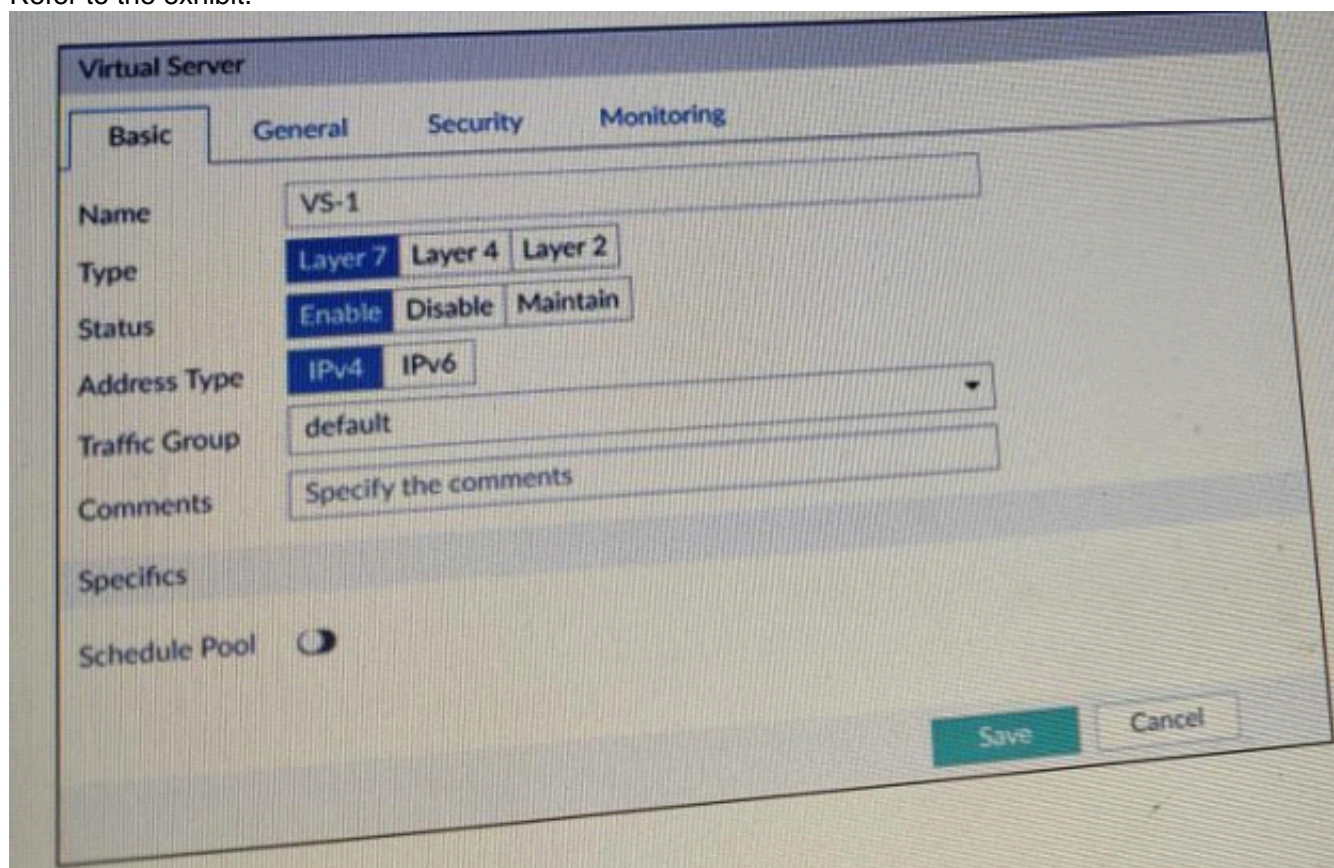 Refer to the exhibit.
Virtual Server
Basic General Security Monitoring
Name VS-1
Type Layer 7 Layer 4 Layer 2
Status Enable Disable Maintain
Address Type IPv4 IPv6
Traffic Group default
Comments Specify the comments
Specifics
Schedule Pool
Save Cancel